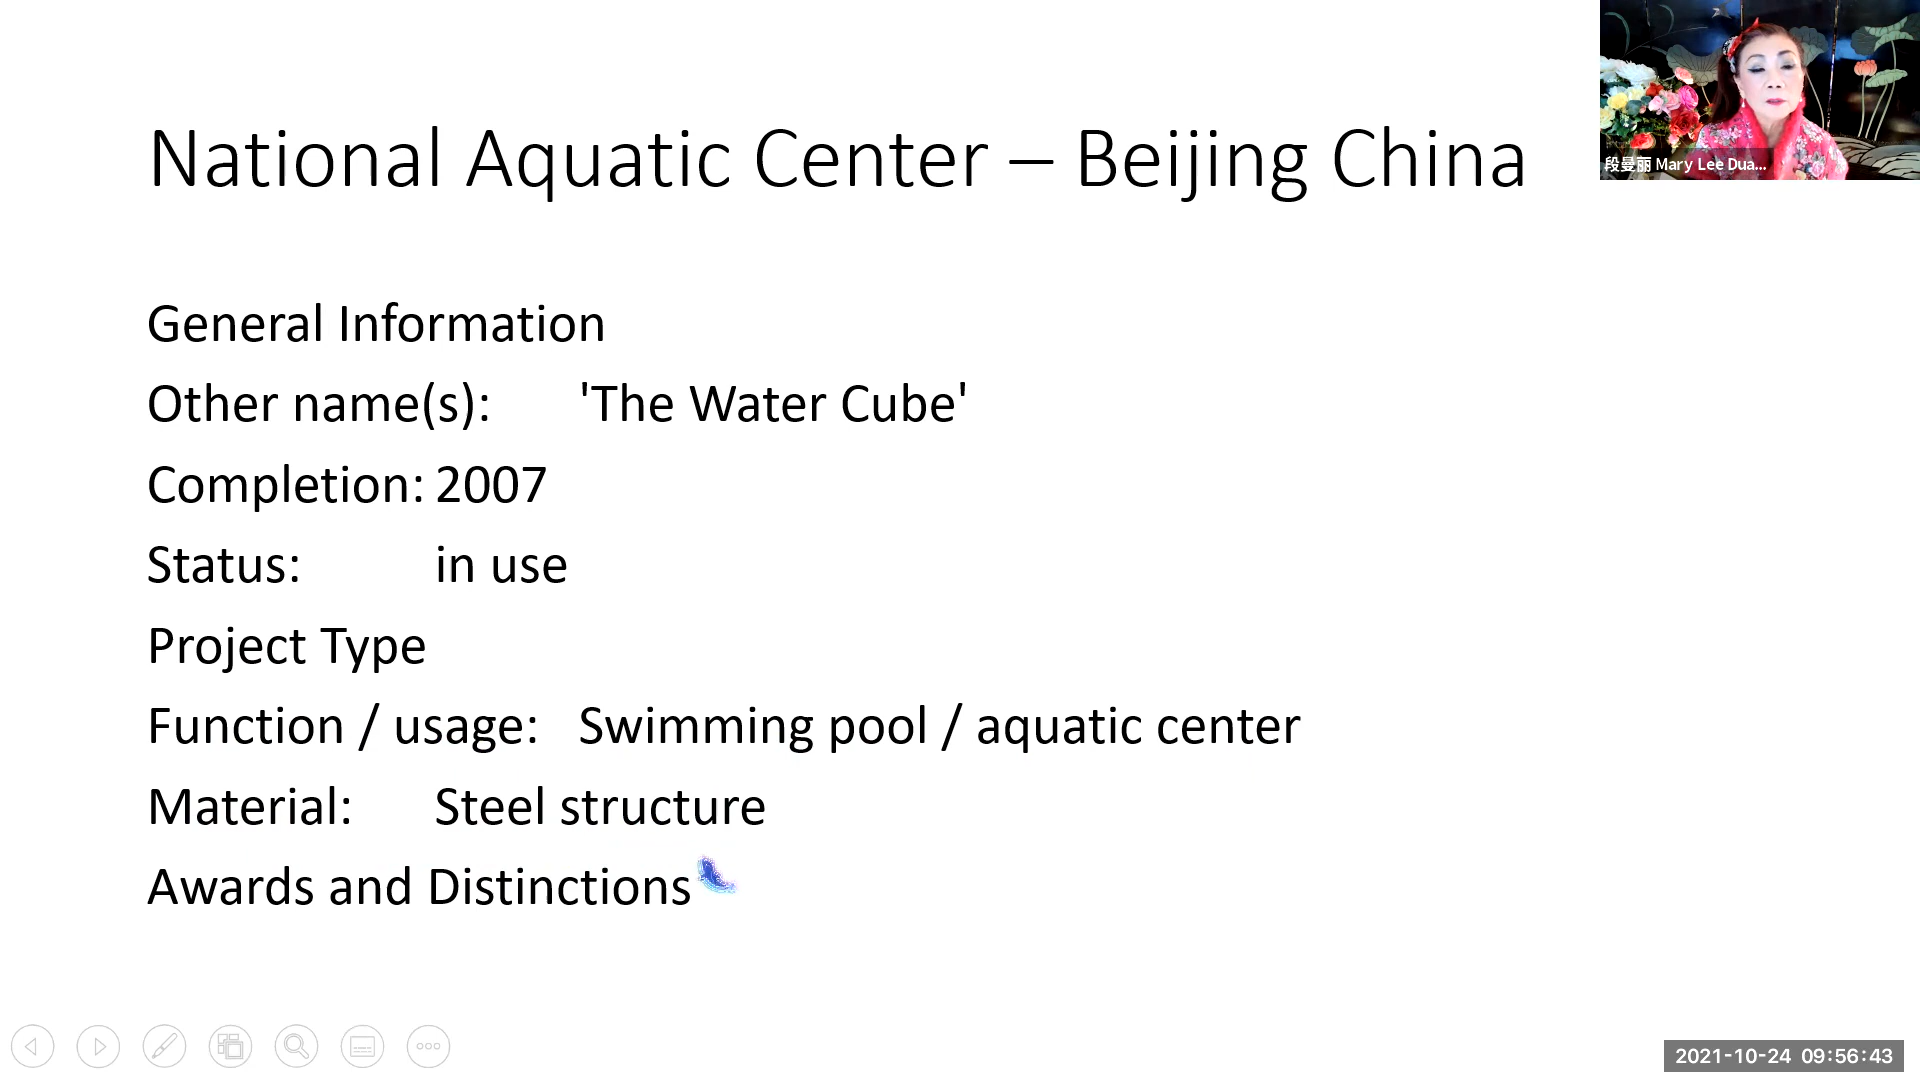 National Aquatic Center – Beijing China
段曼丽 Mary Lee Dua...
General Information
Other name(s): 'The Water Cube'
Completion: 2007
Status: in use
Project Type
Function / usage: Swimming pool / aquatic center
Material: Steel structure
Awards and Distinctions
2021-10-24 09:56:43